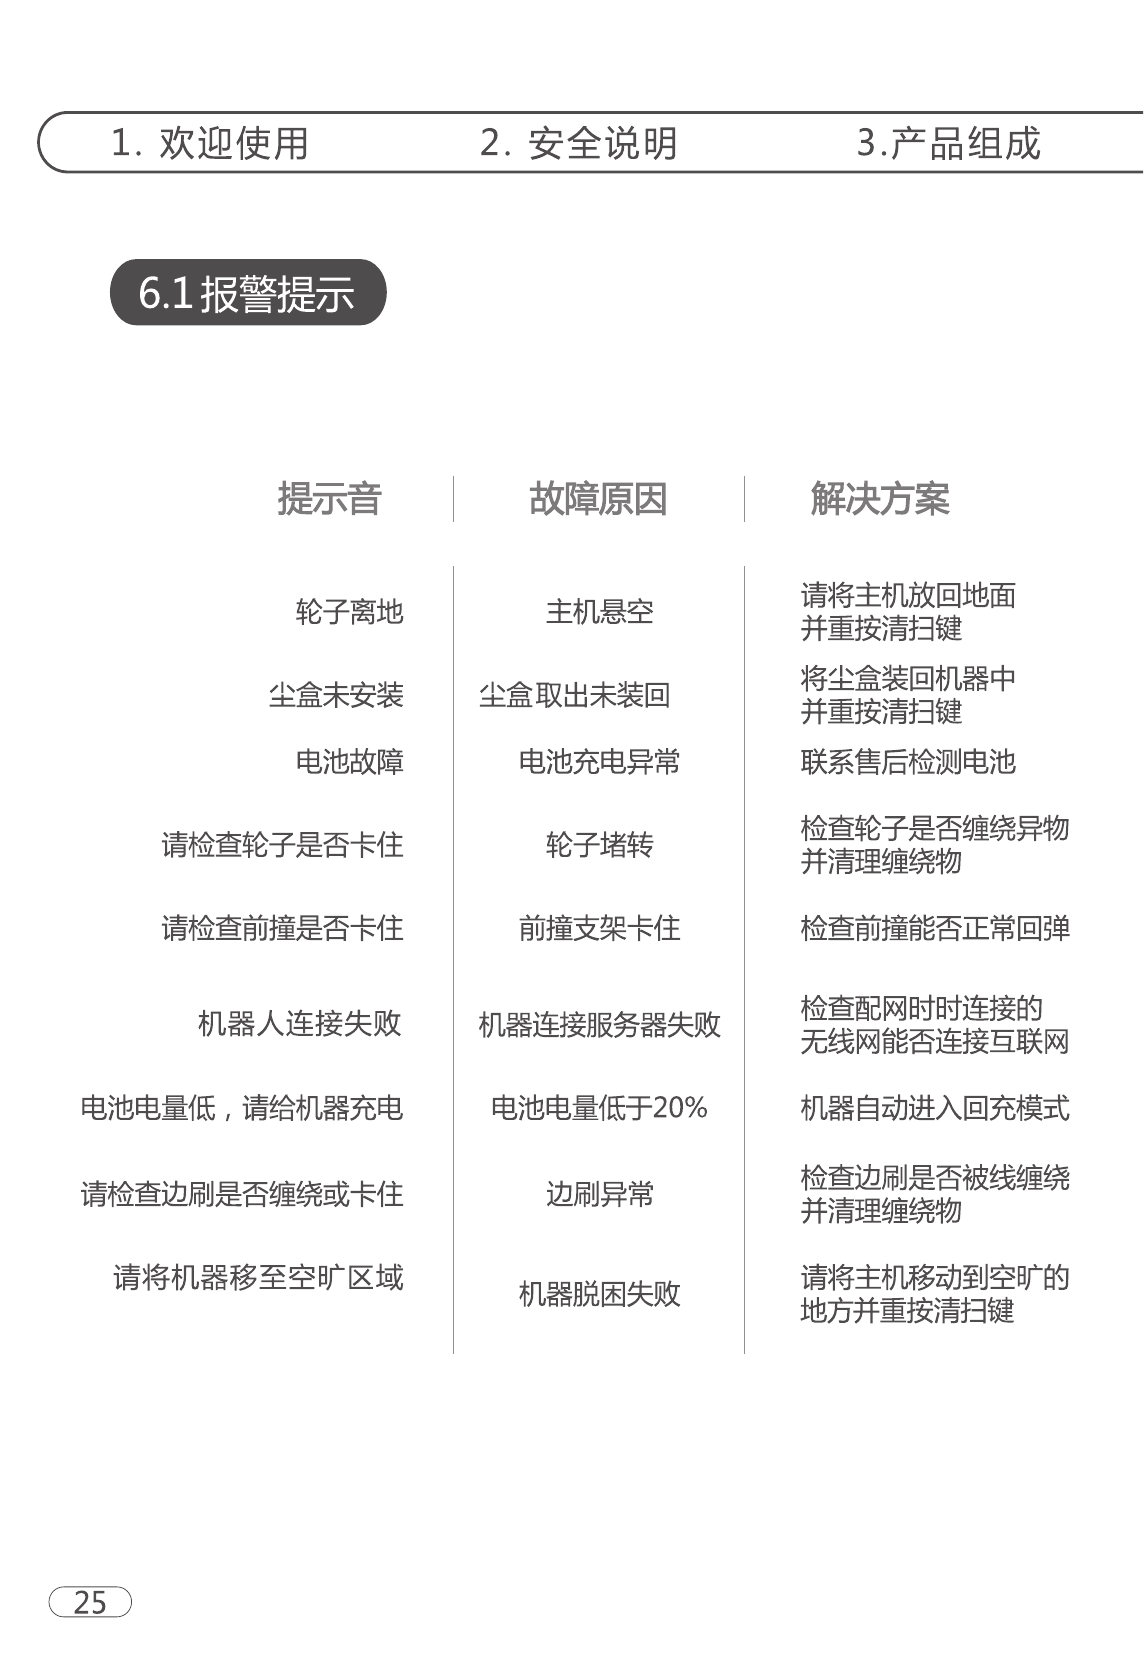 1. 欢迎使用 2. 安全说明 3.产品组成
6.1报警提示
提示音 故障原因 解决方案
轮子离地 主机悬空 请将主机放回地面
并重按清扫键
尘盒未安装 尘盒取出未装回 将尘盒装回机器中
并重按清扫键
电池故障 电池充电异常 联系售后检测电池
请检查轮子是否卡住 轮子堵转 检查轮子是否缠绕异物
并清理缠绕物
请检查前撞是否卡住 前撞支架卡住 检查前撞能否正常回弹
机器人连接失败 机器连接服务器失败 检查配网时时连接的
无线网能否连接互联网
电池电量低，请给机器充电 电池电量低于20% 机器自动进入回充模式
请检查边刷是否缠绕或卡住 边刷异常 检查边刷是否被线缠绕
并清理缠绕物
请将机器移至空旷区域 机器脱困失败 请将主机移动到空旷的
地方并重按清扫键
25